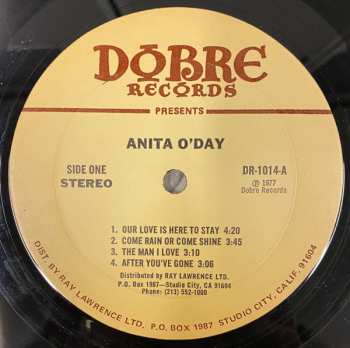 DOBRE
RECORDS
PRESENTS
ANITA O'DAY
SIDE ONE
STEREO
DR-1014-A
℗ 1977
Dobre Records
1. OUR LOVE IS HERE TO STAY 4:20
2. COME RAIN OR COME SHINE 3:45
3. THE MAN I LOVE 3:10
4. AFTER YOU'VE GONE 3:06
Distributed by RAY LAWRENCE LTD.
P.O. Box 1987—Studio City, CA 91604
Phone: (213) 552-1000
DIST. BY RAY LAWRENCE LTD. P.O. BOX 1987 STUDIO CITY, CALIF. 91604